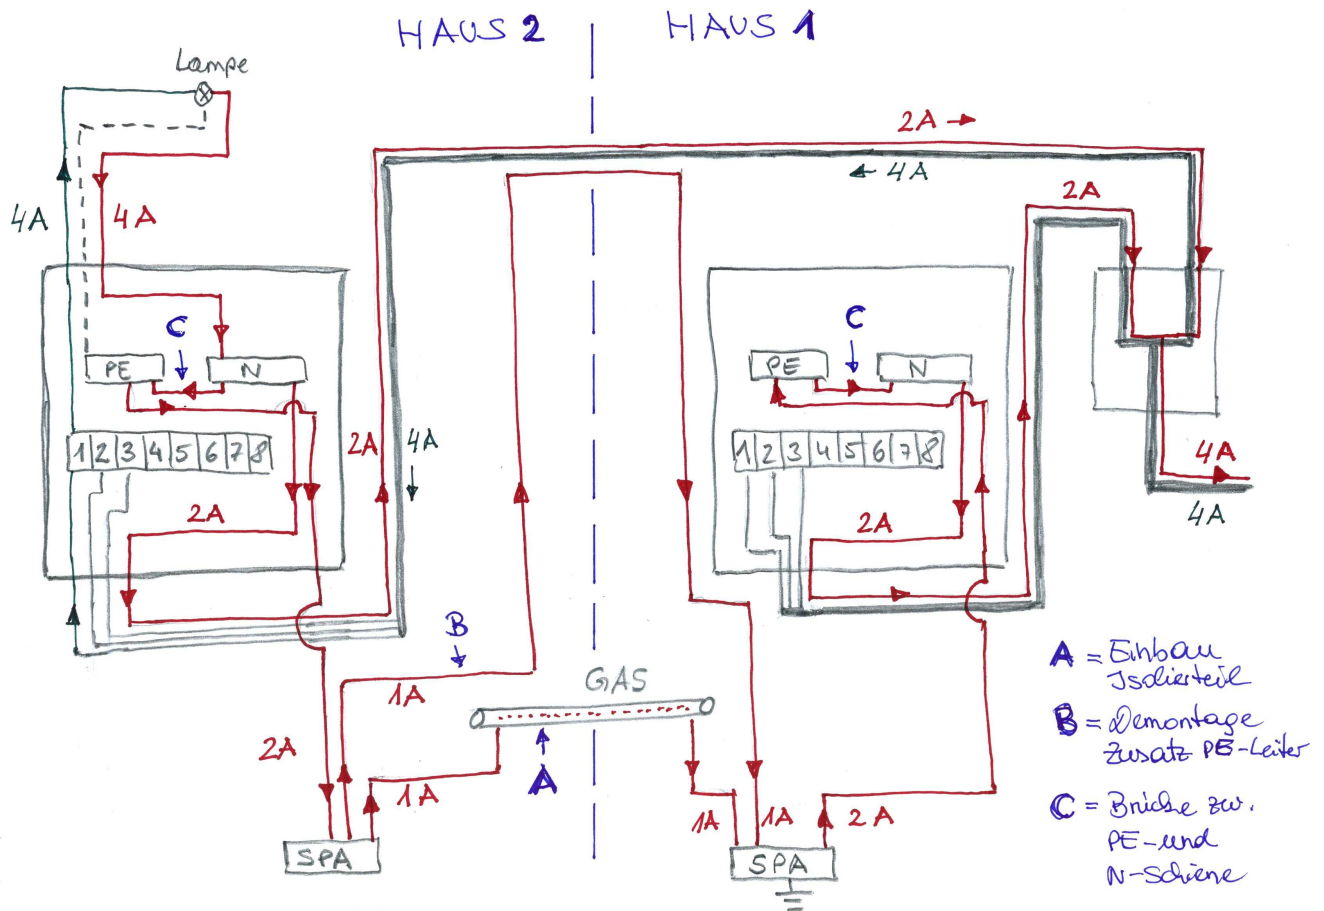 HAUS 2
HAUS 1
Lampe
2A
4A
2A
4A
4A
C
C
PE
N
PE
N
2A
4A
1 2 3 4 5 6 7 8
1 2 3 4 5 6 7 8
4A
4A
2A
2A
B
1A
GAS
A = Einbau
Isolierteil
B = Demontage
Zusatz PE-Leiter
2A
1A
A
1A
1A
2A
C = Brücke zw.
PE-und
N-Schiene
SPA
SPA